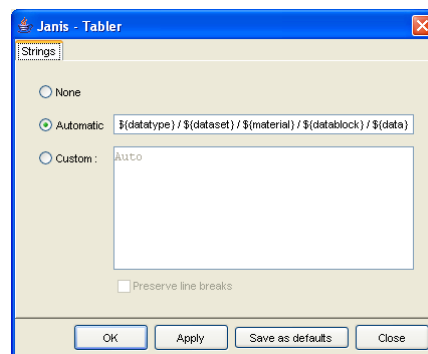 Janis - Tabler
Strings
None
Automatic ${datatype} / ${dataset} / ${material} / ${datablock} / ${data}
Custom : Auto
Preserve line breaks
OK Apply Save as defaults Close